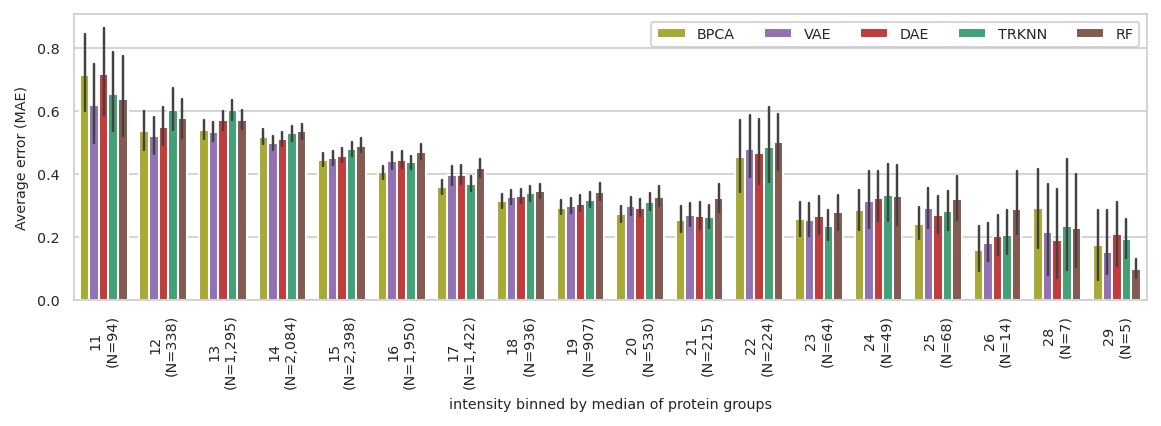 BPCA VAE DAE TRKNN RF
Average error (MAE)
0.8
0.6
0.4
0.2
0.0
11
(N=94)
12
(N=338)
13
(N=1,295)
14
(N=2,084)
15
(N=2,398)
16
(N=1,950)
17
(N=1,422)
18
(N=936)
19
(N=907)
20
(N=530)
21
(N=215)
22
(N=224)
23
(N=64)
24
(N=49)
25
(N=68)
26
(N=14)
28
(N=7)
29
(N=5)
intensity binned by median of protein groups